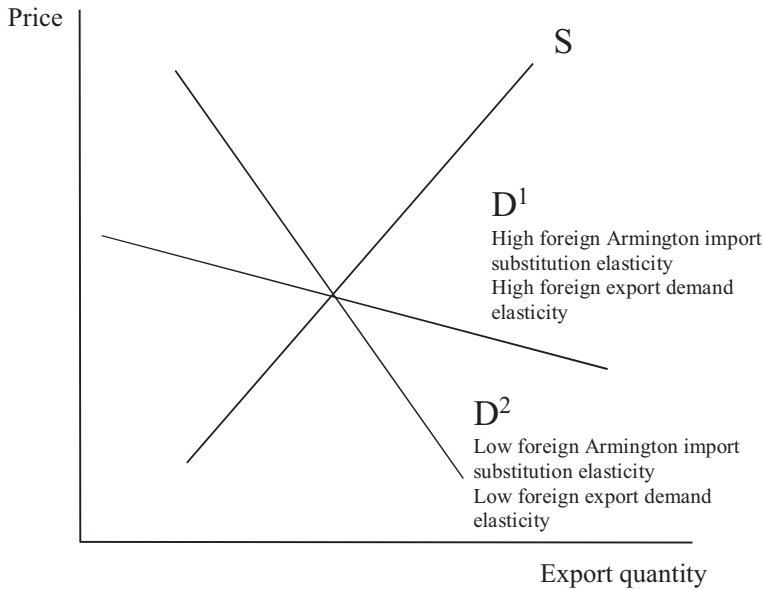 Price
S
D¹
High foreign Armington import
substitution elasticity
High foreign export demand
elasticity
D²
Low foreign Armington import
substitution elasticity
Low foreign export demand
elasticity
Export quantity